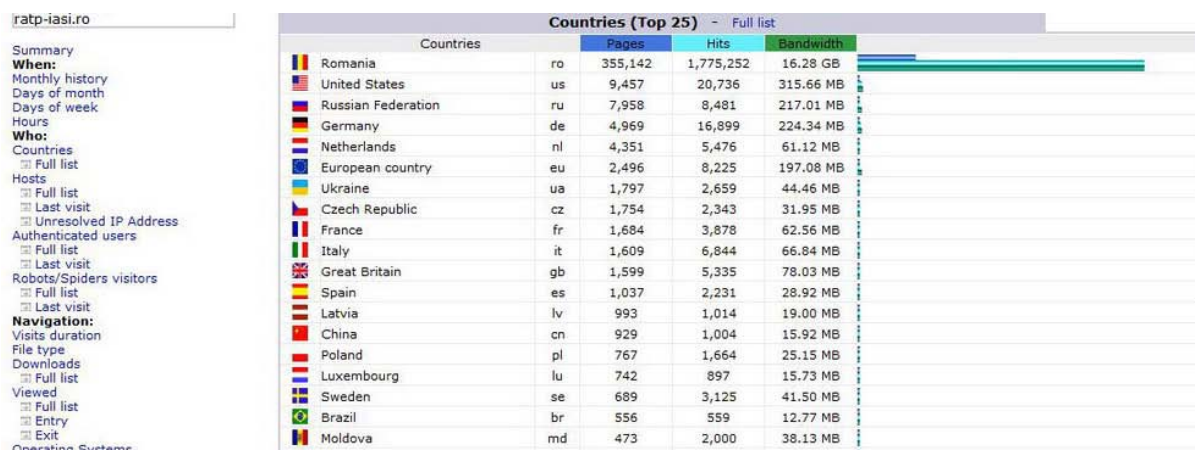 ratp-iasi.ro
Summary
When:
Monthly history
Days of month
Days of week
Hours
Who:
Countries
Full list
Hosts
Full list
Last visit
Unresolved IP Address
Authenticated users
Full list
Last visit
Robots/Spiders visitors
Full list
Last visit
Navigation:
Visits duration
File type
Downloads
Full list
Viewed
Full list
Entry
Exit
Operating Systems
Countries (Top 25) - Full list
Countries Pages Hits Bandwidth
Romania ro 355,142 1,775,252 16.28 GB
United States us 9,457 20,736 315.66 MB
Russian Federation ru 7,958 8,481 217.01 MB
Germany de 4,969 16,899 224.34 MB
Netherlands nl 4,351 5,476 61.12 MB
European country eu 2,496 8,225 197.08 MB
Ukraine ua 1,797 2,659 44.46 MB
Czech Republic cz 1,754 2,343 31.95 MB
France fr 1,684 3,878 62.56 MB
Italy it 1,609 6,844 66.84 MB
Great Britain gb 1,599 5,335 78.03 MB
Spain es 1,037 2,231 28.92 MB
Latvia lv 993 1,014 19.00 MB
China cn 929 1,004 15.92 MB
Poland pl 767 1,664 25.15 MB
Luxembourg lu 742 897 15.73 MB
Sweden se 689 3,125 41.50 MB
Brazil br 556 559 12.77 MB
Moldova md 473 2,000 38.13 MB